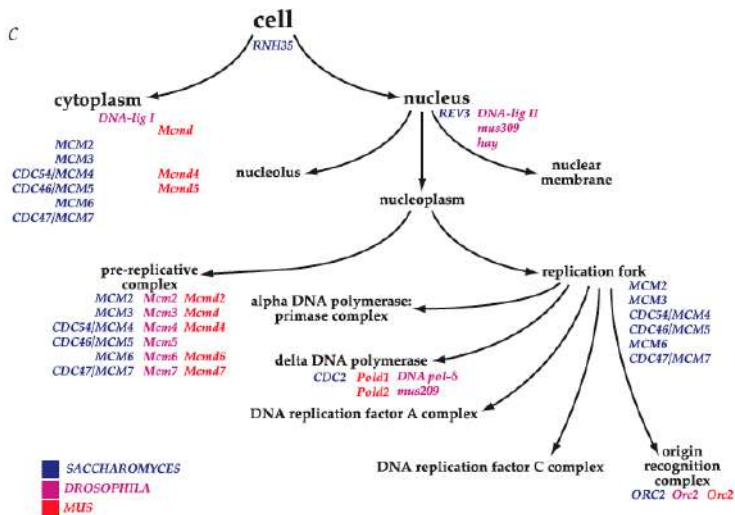 C
cell
RNH35
cytoplasm
DNA-lig I
Mcmd
MCM2
MCM3
CDC54/MCM4 Mcmd4
CDC46/MCM5 Mcmd5
MCM6
CDC47/MCM7
nucleus
REV3 DNA-lig II
mus309
hay
nucleolus
nuclear
membrane
nucleoplasm
pre-replicative
complex
MCM2 Mcm2 Mcmd2
MCM3 Mcm3 Mcmd
CDC54/MCM4 Mcm4 Mcmd4
CDC46/MCM5 Mcm5
MCM6 Mcm6 Mcmd6
CDC47/MCM7 Mcm7 Mcmd7
replication fork
MCM2
MCM3
CDC54/MCM4
CDC46/MCM5
MCM6
CDC47/MCM7
alpha DNA polymerase:
primase complex
delta DNA polymerase
CDC2 Pold1 DNA pol-δ
Pold2 mus209
DNA replication factor A complex
DNA replication factor C complex
origin
recognition
complex
ORC2 Orc2 Orc2
SACCHAROMYCES
DROSOPHILA
MUS